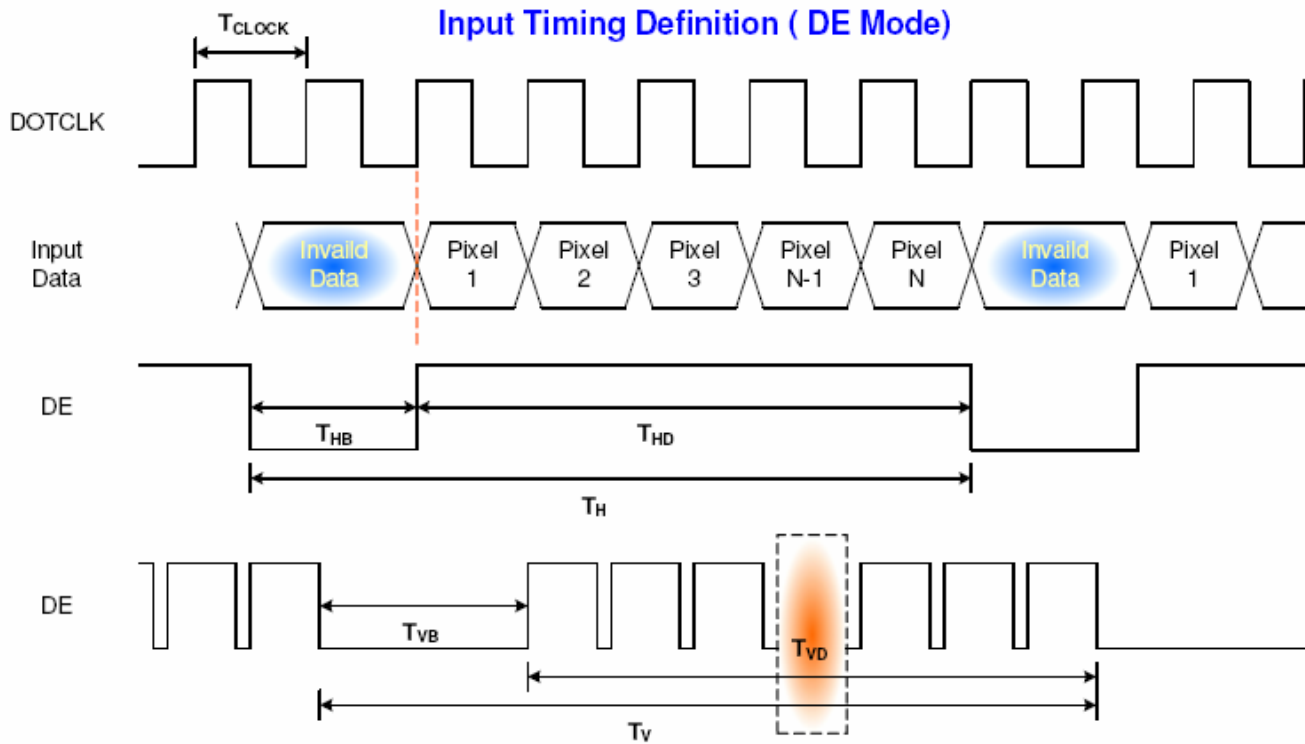 Input Timing Definition ( DE Mode)
TCLOCK
DOTCLK
Input
Data
Invaild
Data
Pixel
1
Pixel
2
Pixel
3
Pixel
N-1
Pixel
N
Invaild
Data
Pixel
1
DE
THB
THD
TH
DE
TVB
TVD
TV